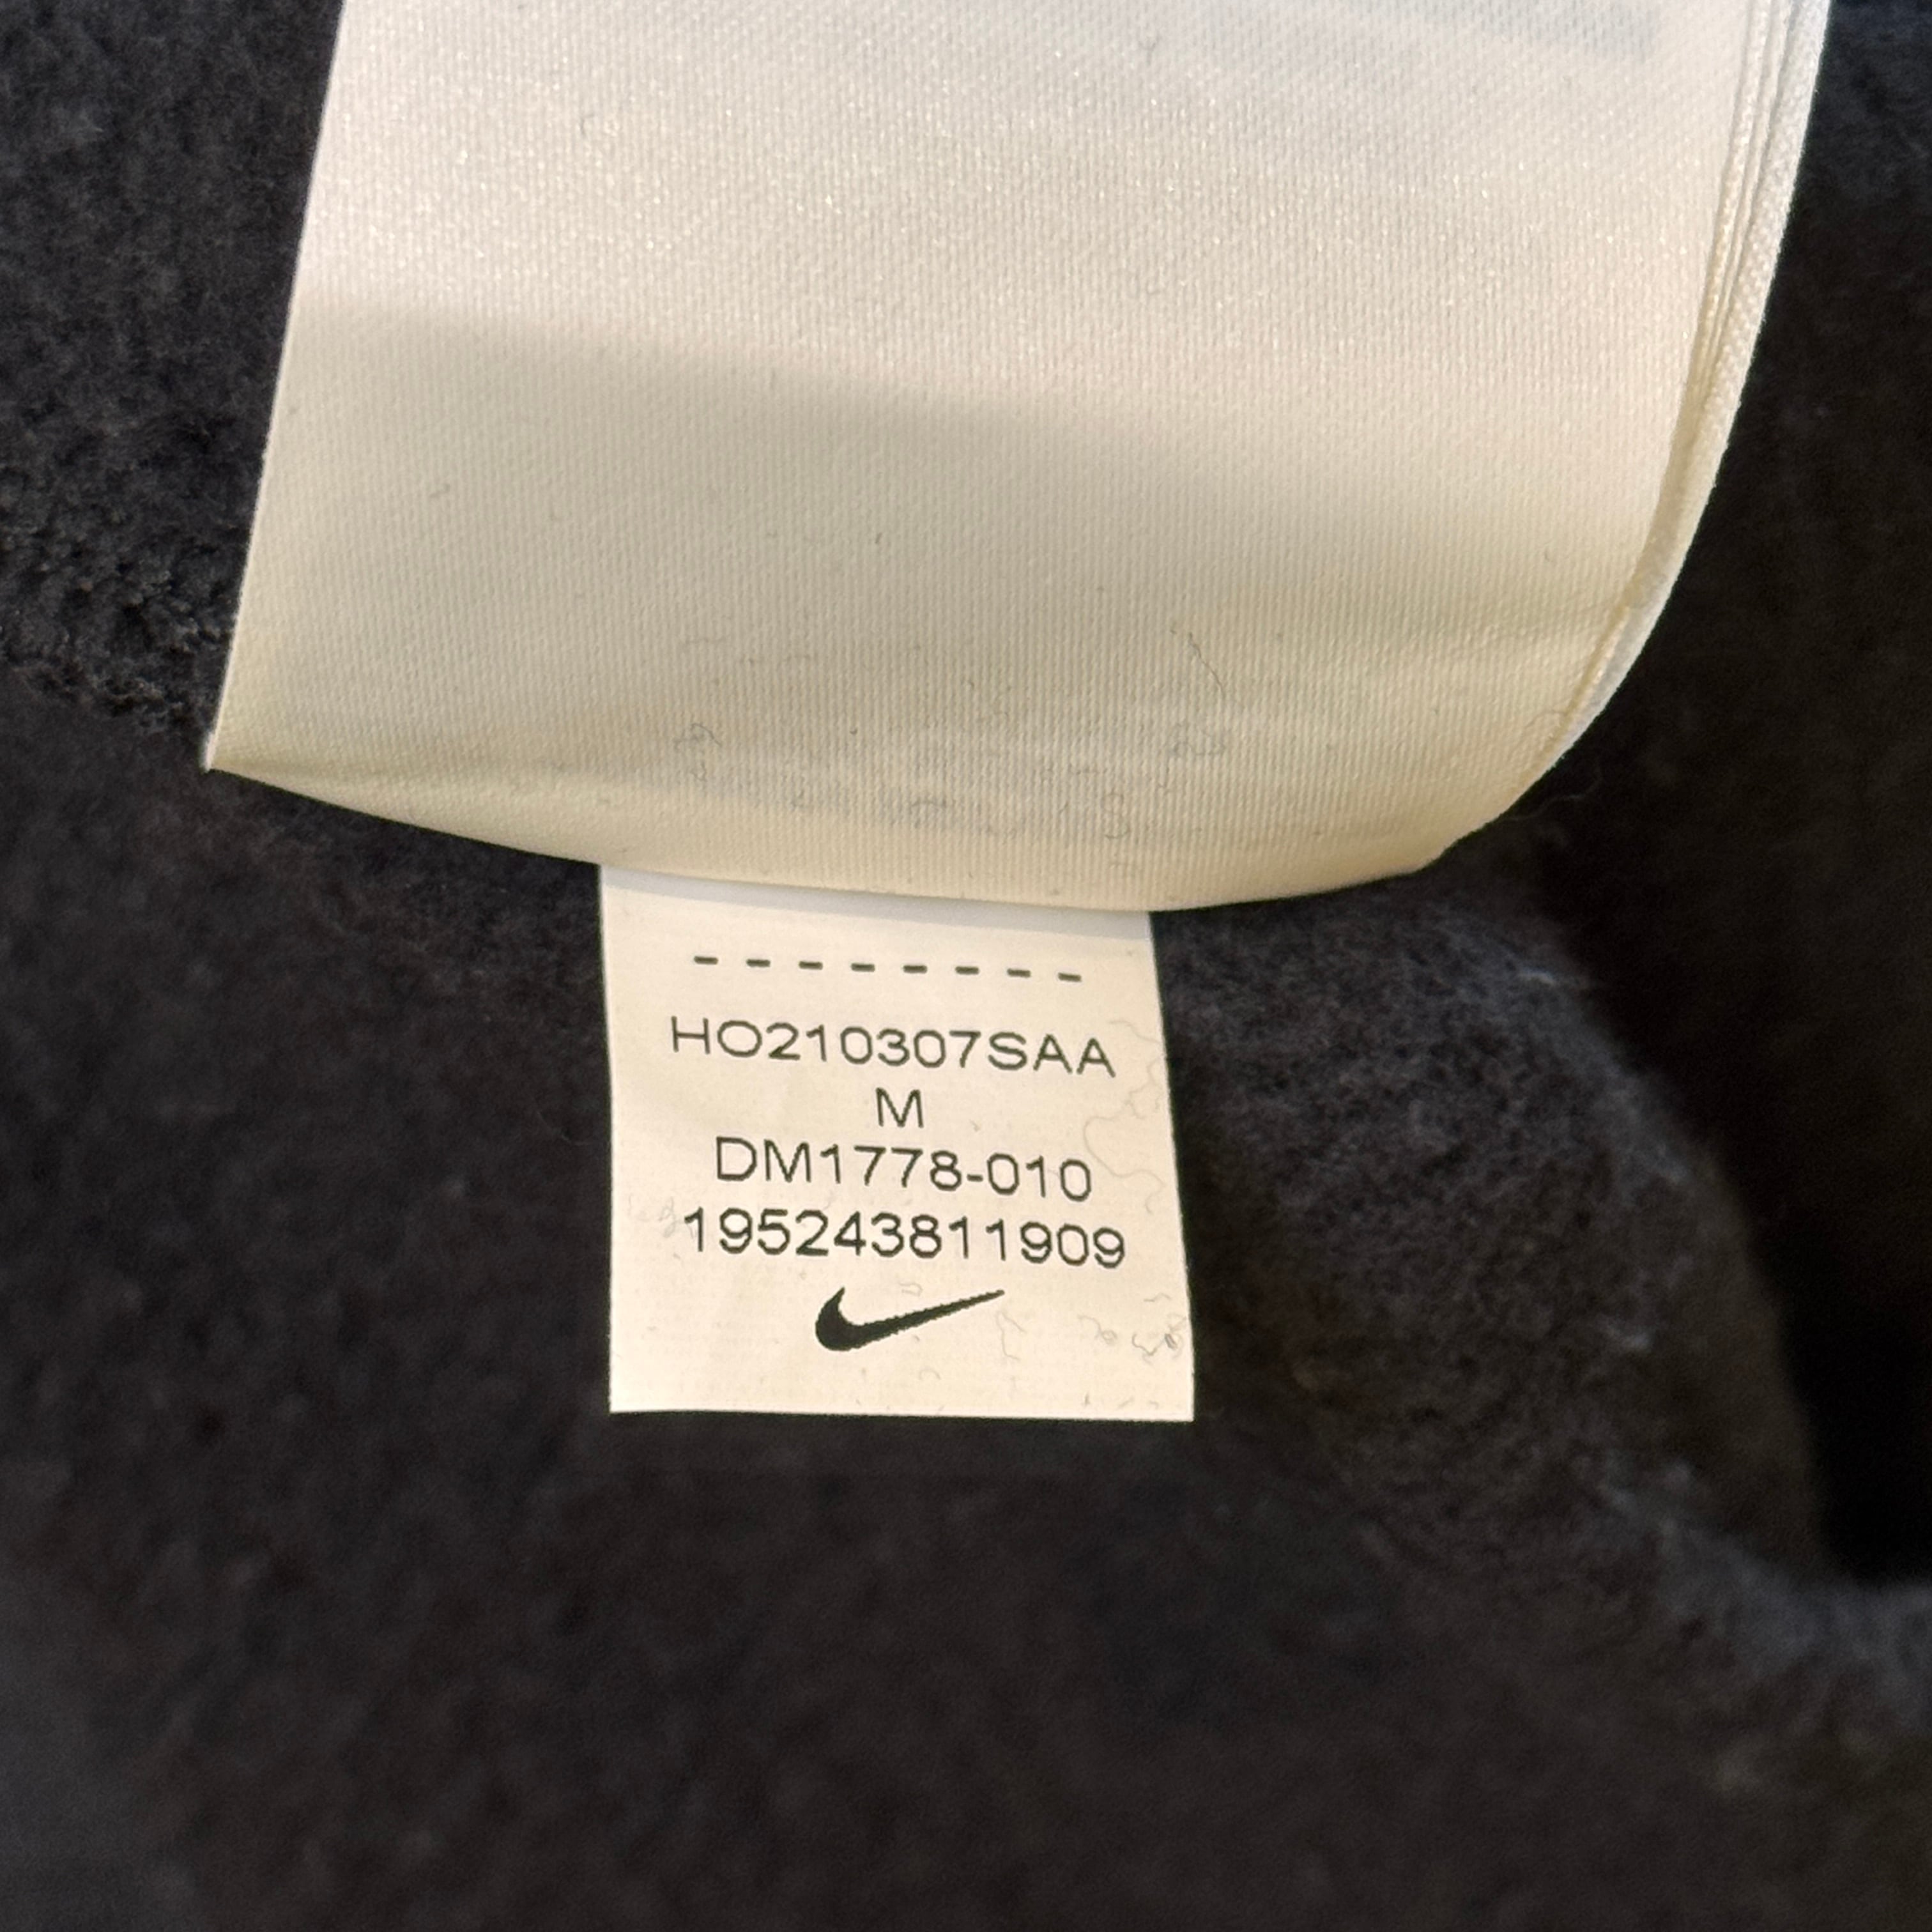 --------
HO210307SAA
M
DM1778-010
195243811909